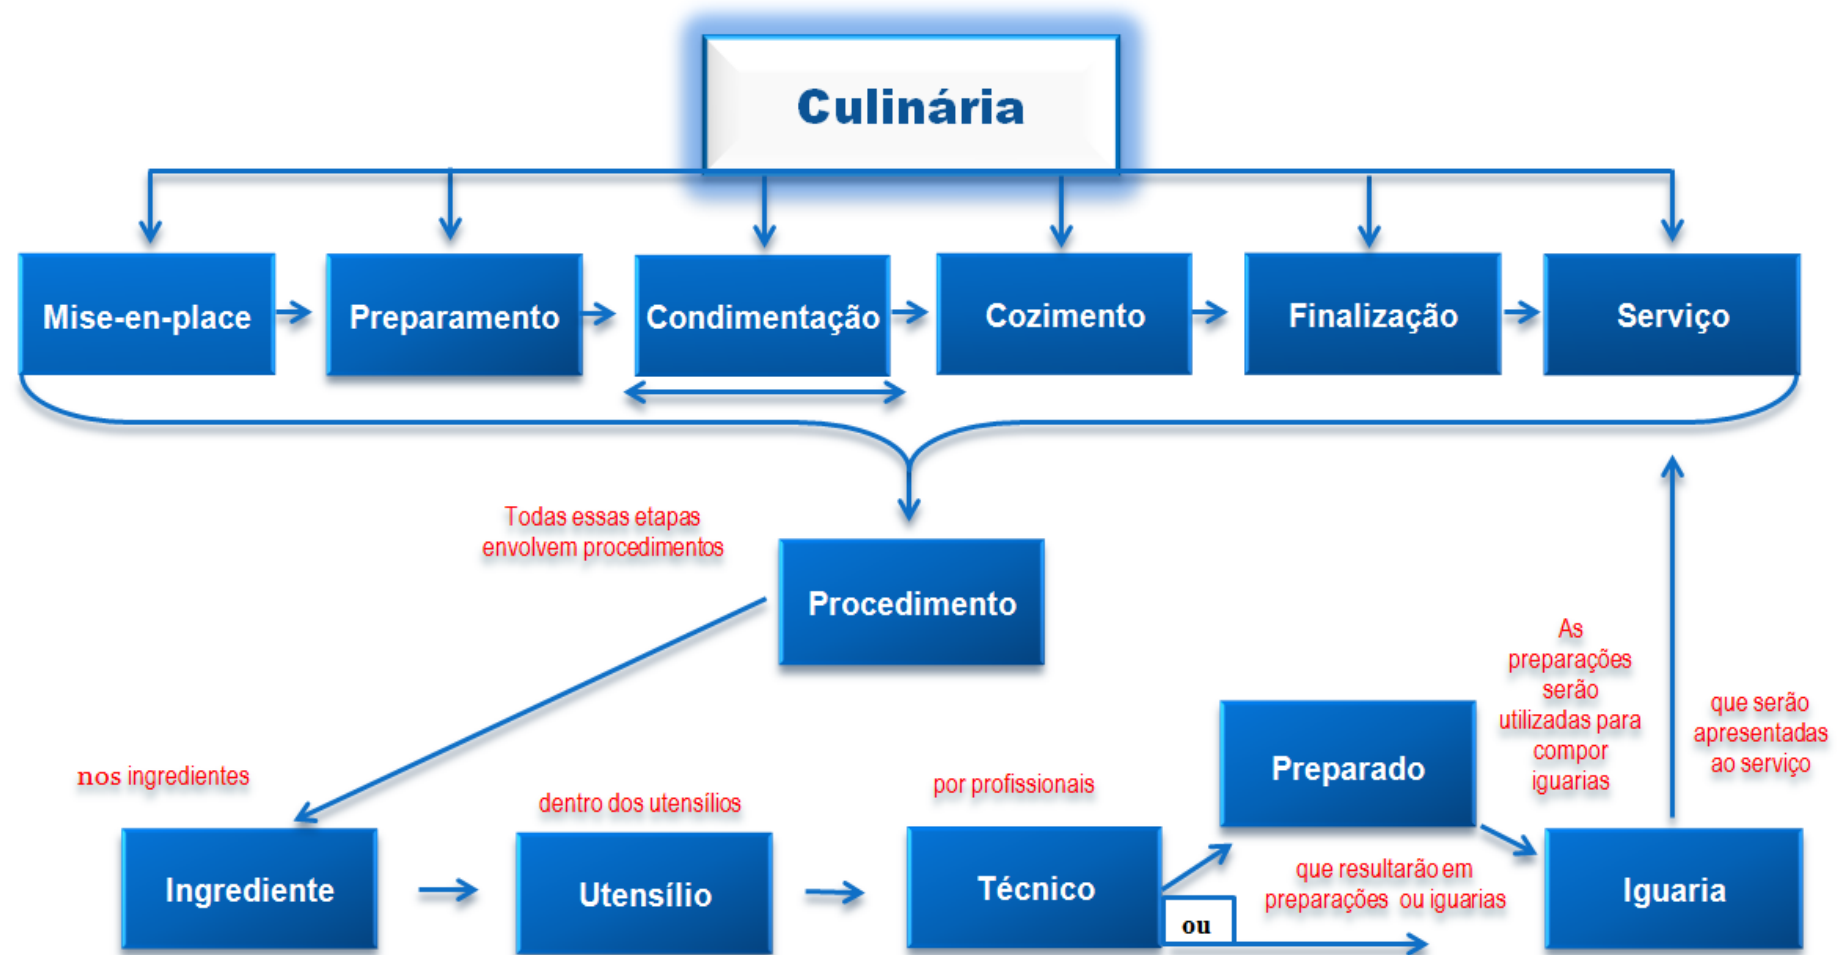 Culinária
Mise-en-place
Preparamento
Condimentação
Cozimento
Finalização
Serviço
Todas essas etapas
envolvem procedimentos
Procedimento
nos ingredientes
Ingrediente
dentro dos utensílios
Utensílio
por profissionais
Técnico
ou
Preparado
que resultarão em
preparações ou iguarias
As
preparações
serão
utilizadas para
compor
iguarias
Iguaria
que serão
apresentadas
ao serviço